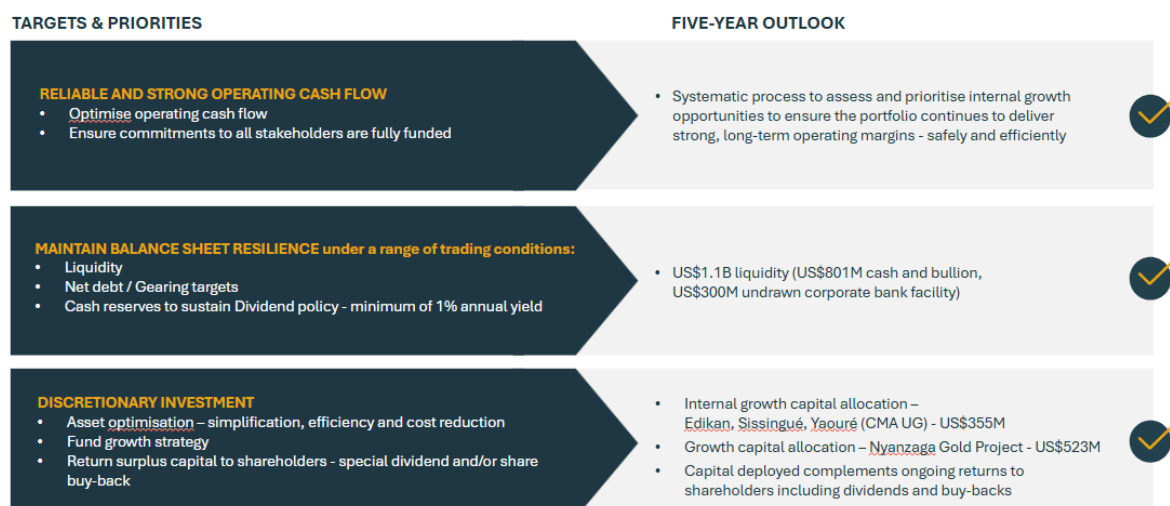 TARGETS & PRIORITIES
FIVE-YEAR OUTLOOK
RELIABLE AND STRONG OPERATING CASH FLOW
• Optimise operating cash flow
• Ensure commitments to all stakeholders are fully funded
• Systematic process to assess and prioritise internal growth
opportunities to ensure the portfolio continues to deliver
strong, long-term operating margins - safely and efficiently
MAINTAIN BALANCE SHEET RESILIENCE under a range of trading conditions:
• Liquidity
• Net debt / Gearing targets
• Cash reserves to sustain Dividend policy - minimum of 1% annual yield
• US$1.1B liquidity (US$801M cash and bullion,
US$300M undrawn corporate bank facility)
DISCRETIONARY INVESTMENT
• Asset optimisation – simplification, efficiency and cost reduction
• Fund growth strategy
• Return surplus capital to shareholders - special dividend and/or share
buy-back
• Internal growth capital allocation –
Edikan, Sissingué, Yaouré (CMA UG) - US$355M
• Growth capital allocation – Nyanzaga Gold Project - US$523M
• Capital deployed complements ongoing returns to
shareholders including dividends and buy-backs